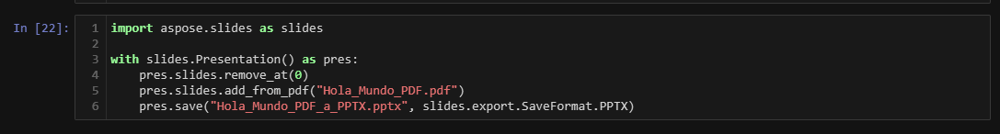 In [22]:
1 import aspose.slides as slides
2
3 with slides.Presentation() as pres:
4     pres.slides.remove_at(0)
5     pres.slides.add_from_pdf("Hola_Mundo_PDF.pdf")
6     pres.save("Hola_Mundo_PDF_a_PPTX.pptx", slides.export.SaveFormat.PPTX)